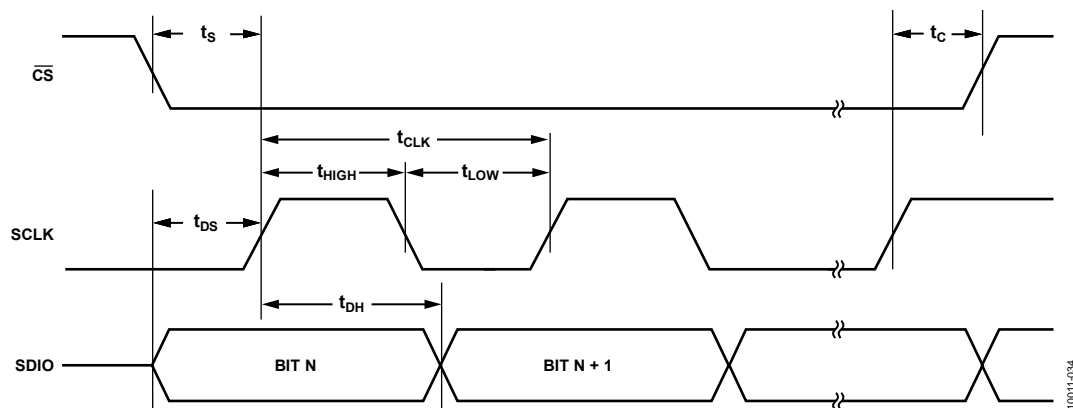 tS
tC
CS
tCLK
tHIGH
tLOW
tDS
SCLK
tDH
SDIO
BIT N
BIT N + 1
10011-034